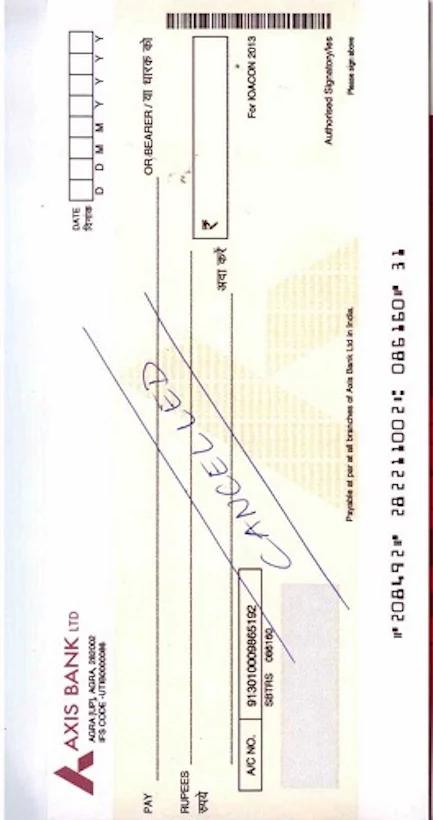 AXIS BANK LTD
AGRA [UP], AGRA, 282002
IFS CODE - UTIB0000086
DATE
दिनांक
D D M M Y Y Y Y
PAY
OR BEARER / या धारक को
RUPEES
रुपये
अदा करें
₹
CANCELLED
A/C NO. 913010009865192
SBTRS 086160
For IOACON 2013
Authorised Signatory/ies
Please sign above
Payable at par at all branches of Axis Bank Ltd in India.
⑈208492⑈ 282211002⑆ 086160⑈ 31